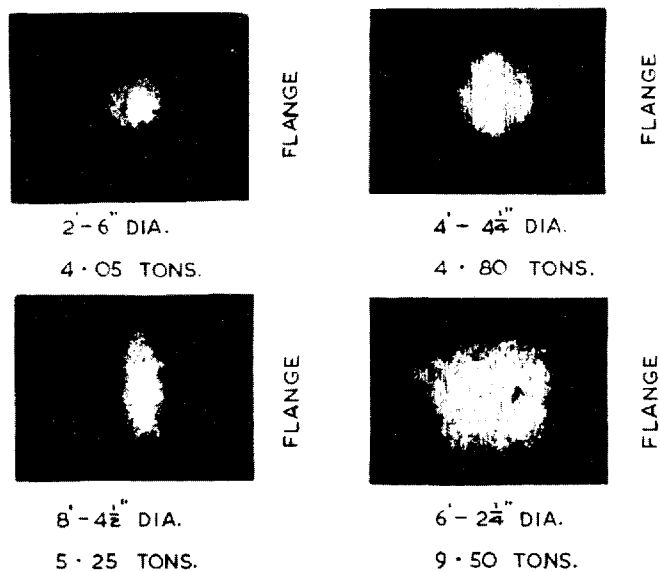 FLANGE
FLANGE
2'-6" DIA.
4·05 TONS.
4'-4¼" DIA.
4·80 TONS.
FLANGE
FLANGE
8'-4½" DIA.
5·25 TONS.
6'-2¼" DIA.
9·50 TONS.